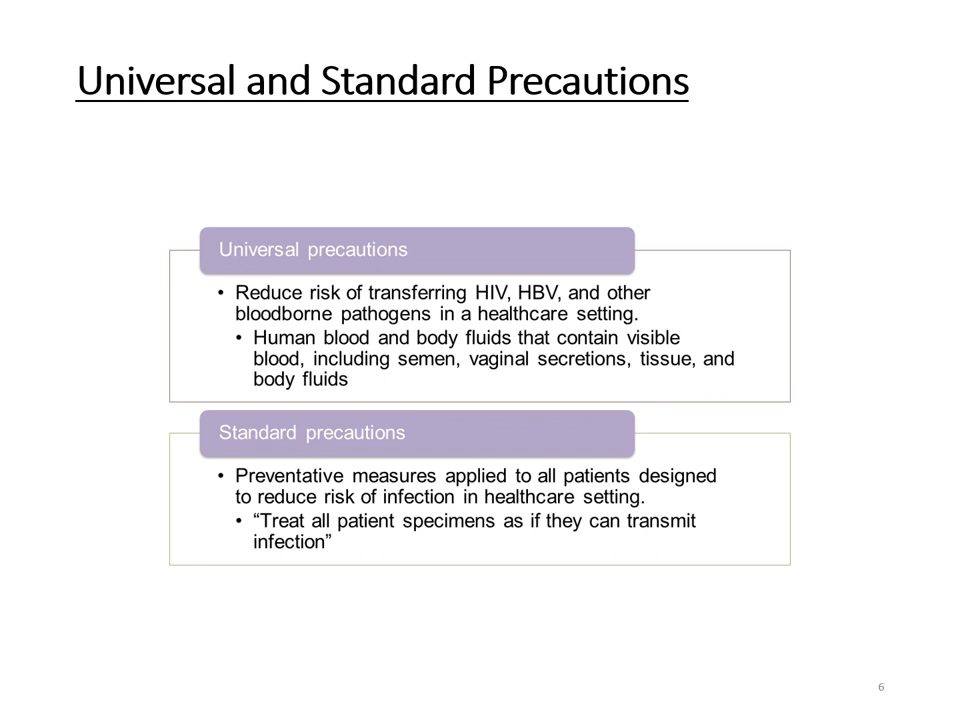 Universal and Standard Precautions
Universal precautions
• Reduce risk of transferring HIV, HBV, and other
bloodborne pathogens in a healthcare setting.
• Human blood and body fluids that contain visible
blood, including semen, vaginal secretions, tissue, and
body fluids
Standard precautions
• Preventative measures applied to all patients designed
to reduce risk of infection in healthcare setting.
• “Treat all patient specimens as if they can transmit
infection”
6